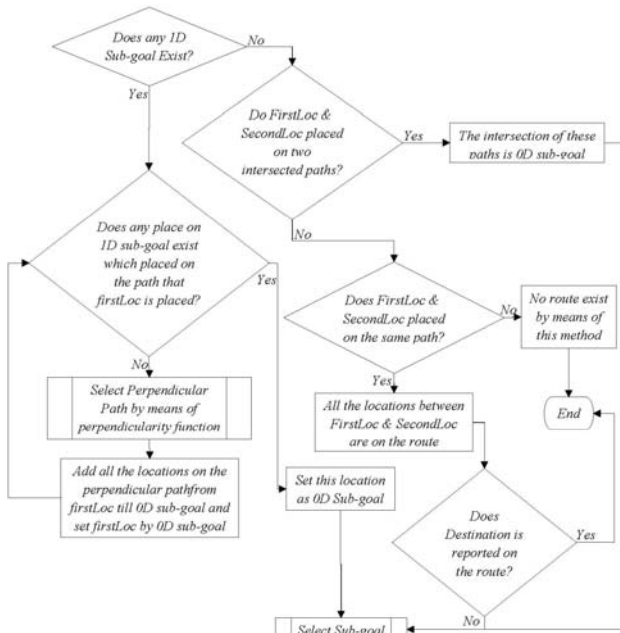 Does any 1D
Sub-goal Exist?
No
Yes
Do FirstLoc &
SecondLoc placed
on two
intersected paths?
Yes
The intersection of these
paths is 0D sub-goal
No
Does any place on
1D sub-goal exist
which placed on
the path that
firstLoc is placed?
Yes
No
Does FirstLoc &
SecondLoc placed
on the same path?
No
No route exist
by means of
this method
End
Yes
Select Perpendicular
Path by means of
perpendicularity function
All the locations between
FirstLoc & SecondLoc
are on the route
Add all the locations on the
perpendicular pathfrom
firstLoc till 0D sub-goal and
set firstLoc by 0D sub-goal
Set this location
as 0D Sub-goal
Does
Destination is
reported on
the route?
Yes
No
Select Sub-goal